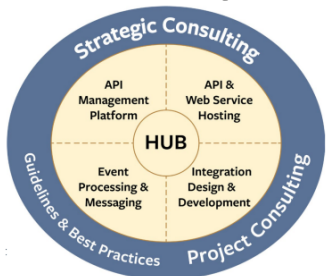 Strategic Consulting
API
Management
Platform
API &
Web Service
Hosting
HUB
Event
Processing &
Messaging
Integration
Design &
Development
Guidelines & Best Practices
Project Consulting